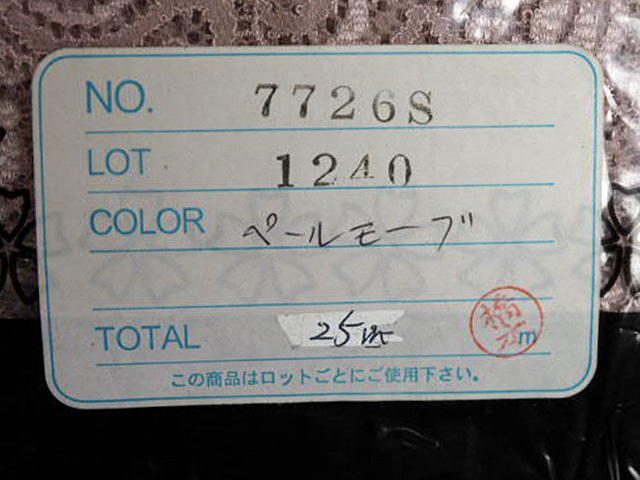 NO. 7726S
LOT 1240
COLOR ペールモーブ
TOTAL 25m m
この商品はロットごとにご使用下さい。